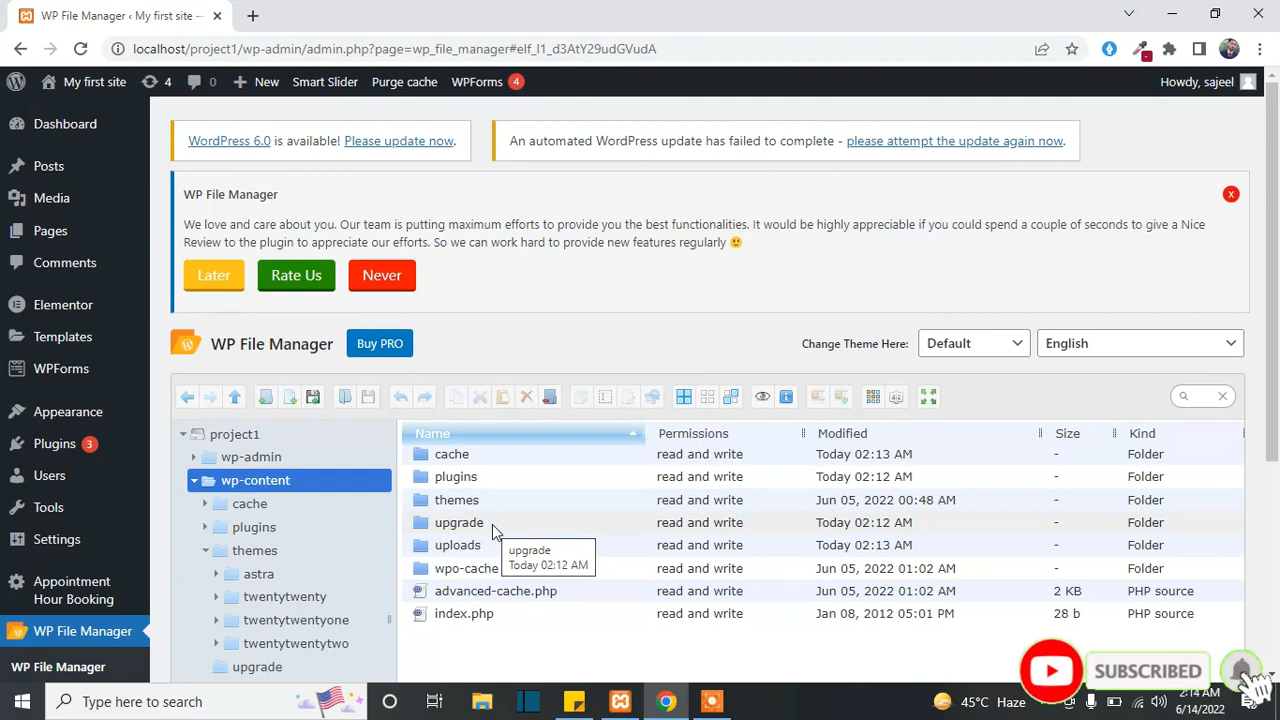 WP File Manager ‹ My first site —
localhost/project1/wp-admin/admin.php?page=wp_file_manager#elf_l1_d3AtY29udGVudA
My first site 4 0 New Smart Slider Purge cache WPForms 4 Howdy, sajeel
Dashboard
Posts
Media
Pages
Comments
Elementor
Templates
WPForms
Appearance
Plugins 3
Users
Tools
Settings
Appointment
Hour Booking
WP File Manager
WP File Manager
WordPress 6.0 is available! Please update now.
An automated WordPress update has failed to complete - please attempt the update again now.
WP File Manager
We love and care about you. Our team is putting maximum efforts to provide you the best functionalities. It would be highly appreciable if you could spend a couple of seconds to give a Nice
Review to the plugin to appreciate our efforts. So we can work hard to provide new features regularly
Later Rate Us Never
WP File Manager Buy PRO Change Theme Here: Default English
project1
wp-admin
wp-content
cache
plugins
themes
astra
twentytwenty
twentytwentyone
twentytwentytwo
upgrade
Name Permissions Modified Size Kind
cache read and write Today 02:13 AM - Folder
plugins read and write Today 02:13 AM - Folder
themes read and write Jun 05, 2022 00:48 AM - Folder
upgrade read and write Today 02:12 AM - Folder
uploads read and write Today 02:13 AM - Folder
wpo-cache read and write Jun 05, 2022 01:02 AM - Folder
advanced-cache.php read and write Jun 05, 2022 01:02 AM 2 KB PHP source
index.php read and write Jan 08, 2012 05:01 PM 28 b PHP source
upgrade
Today 02:12 AM
SUBSCRIBED
Type here to search
45°C Haze
2:14 AM
6/14/2022